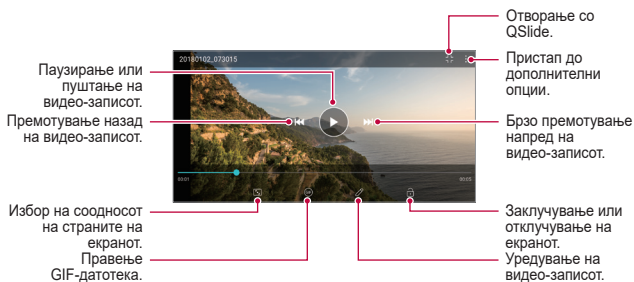 Отворање со
QSlide.
Пристап до
дополнителни
опции.
20180102_073015
Паузирање или
пуштање на
видео-записот.
Премотување назад
на видео-записот.
Брзо премотување
напред на
видео-записот.
00:01
00:05
GIF
Избор на соодносот
на страните на
екранот.
Правење
GIF-датотека.
Заклучување или
отклучување на
екранот.
Уредување на
видео-записот.